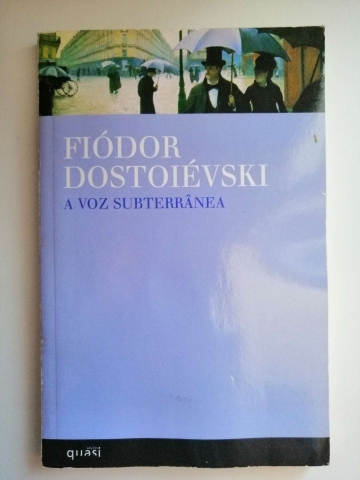 FIÓDOR
DOSTOIÉVSKI
A VOZ SUBTERRÂNEA
quasi